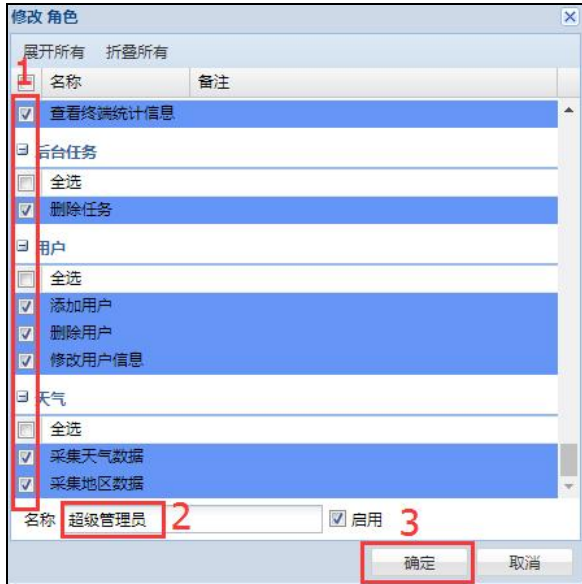 修改 角色
展开所有 折叠所有
1
名称 备注
查看终端统计信息
后台任务
全选
删除任务
用户
全选
添加用户
删除用户
修改用户信息
天气
全选
采集天气数据
采集地区数据
名称 超级管理员 2 启用 3
确定 取消